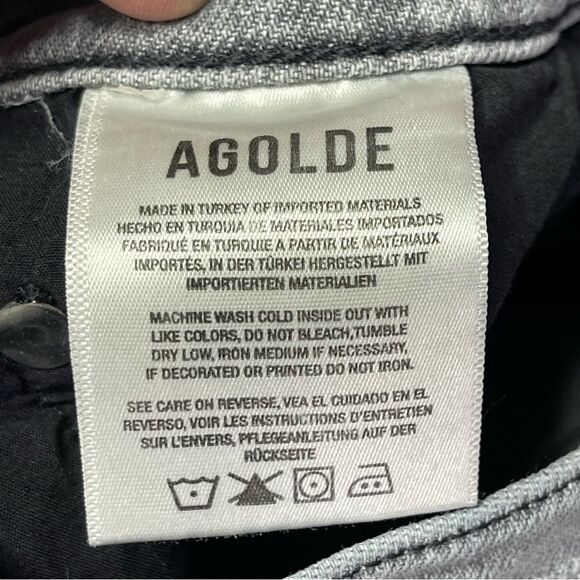 AGOLDE
MADE IN TURKEY OF IMPORTED MATERIALS
HECHO EN TURQUIA DE MATERIALES IMPORTADOS
FABRIQUÉ EN TURQUIE A PARTIR DE MATÉRIAUX
IMPORTÉS, IN DER TÜRKEI HERGESTELLT MIT
IMPORTIERTEN MATERIALIEN
MACHINE WASH COLD INSIDE OUT WITH
LIKE COLORS, DO NOT BLEACH,TUMBLE
DRY LOW, IRON MEDIUM IF NECESSARY,
IF DECORATED OR PRINTED DO NOT IRON.
SEE CARE ON REVERSE, VEA EL CUIDADO EN EL
REVERSO, VOIR LES INSTRUCTIONS D'ENTRETIEN
SUR L'ENVERS, PFLEGEANLEITUNG AUF DER
RÜCKSEITE